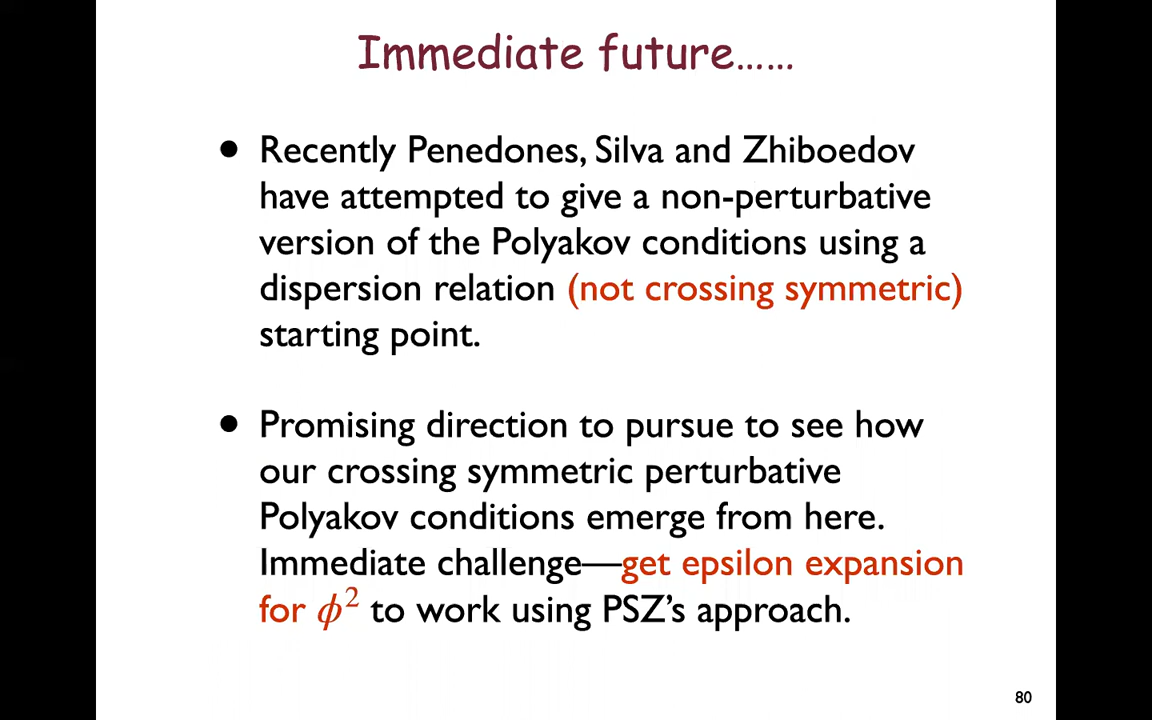 Immediate future……
• Recently Penedones, Silva and Zhiboedov
have attempted to give a non-perturbative
version of the Polyakov conditions using a
dispersion relation (not crossing symmetric)
starting point.
• Promising direction to pursue to see how
our crossing symmetric perturbative
Polyakov conditions emerge from here.
Immediate challenge—get epsilon expansion
for ϕ² to work using PSZ’s approach.
80